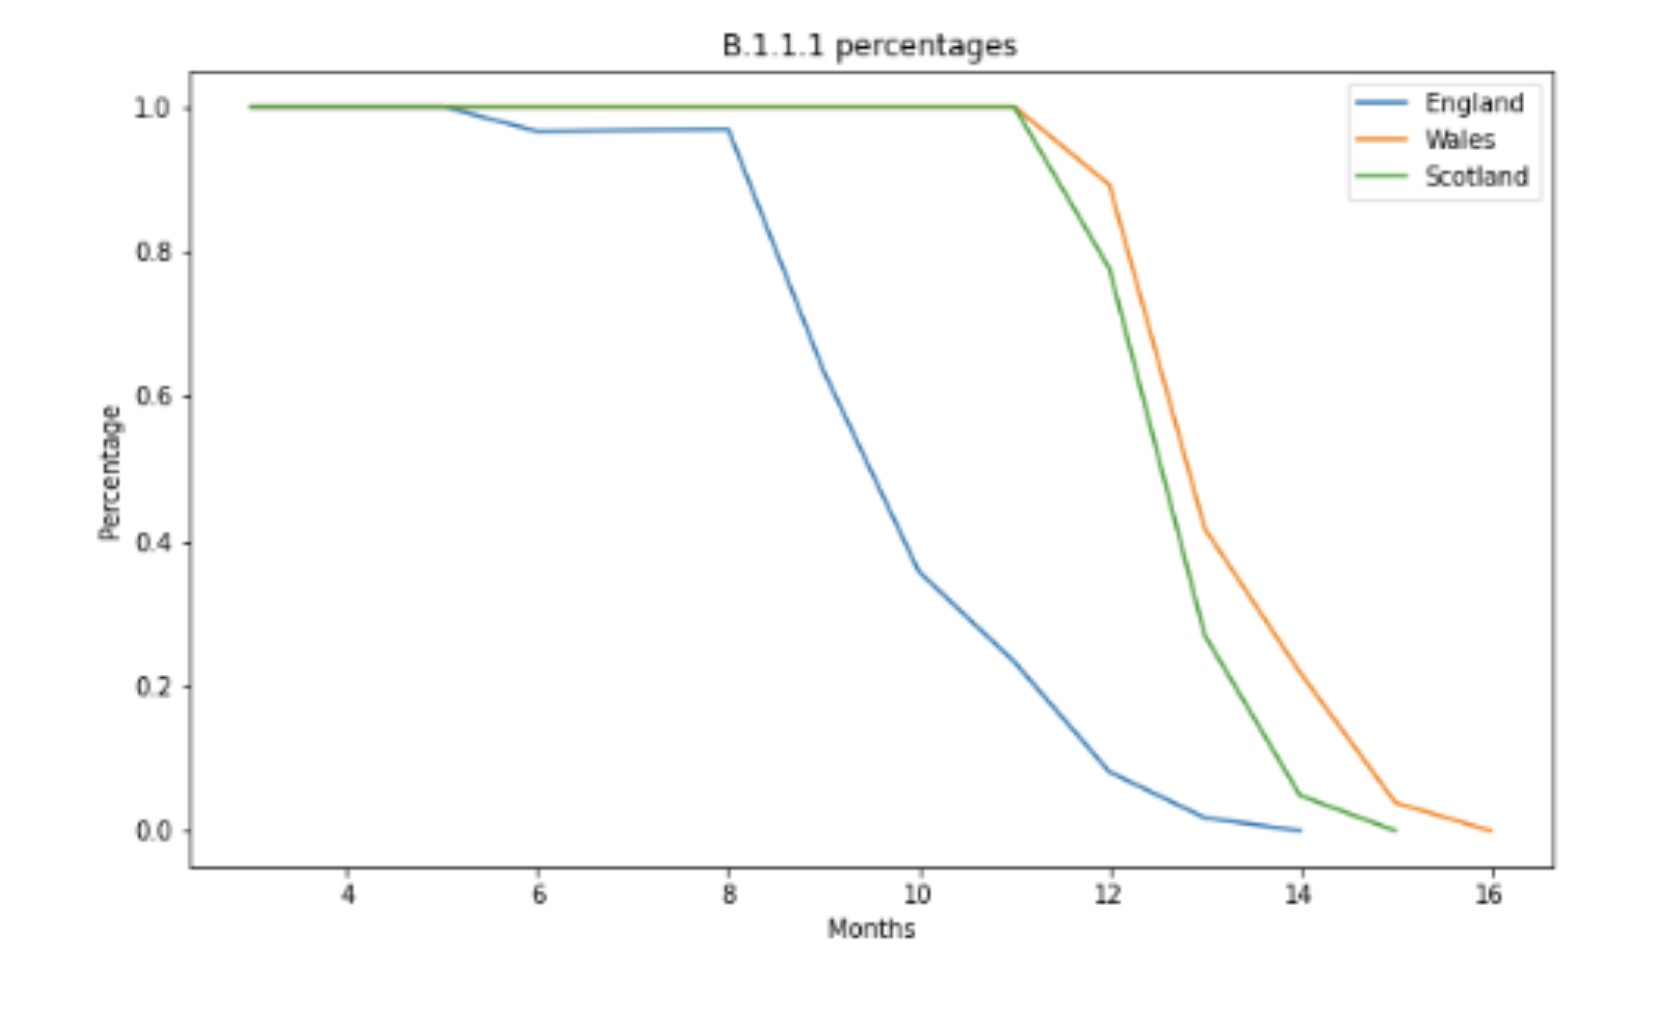 B.1.1.1 percentages
England
Wales
Scotland
1.0
0.8
0.6
0.4
0.2
0.0
Percentage
4 6 8 10 12 14 16
Months